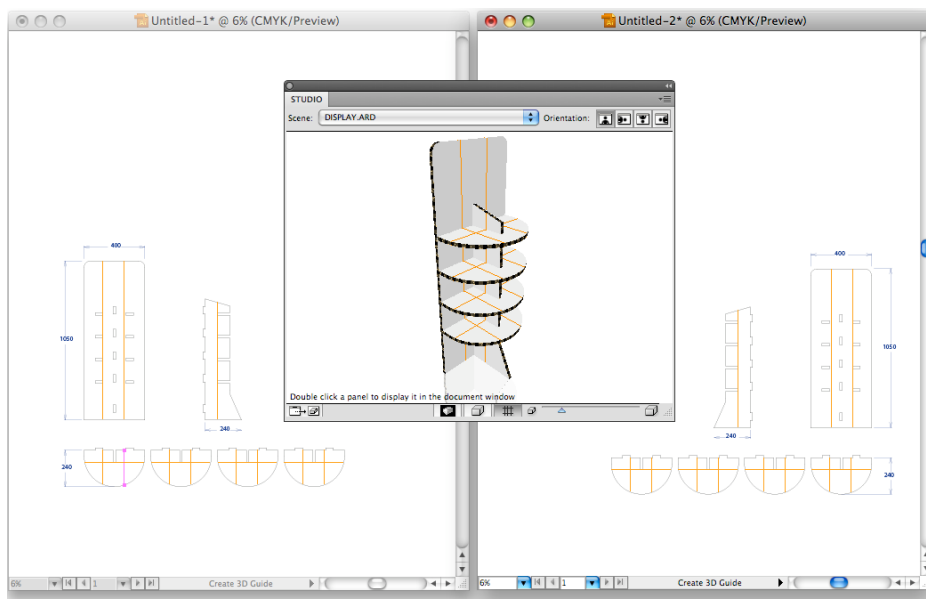 Untitled-1* @ 6% (CMYK/Preview)
Untitled-2* @ 6% (CMYK/Preview)
STUDIO
Scene: DISPLAY.ARD Orientation:
Double click a panel to display it in the document window
400
1050
240
240
400
1050
240
240
6% 1 Create 3D Guide
6% 1 Create 3D Guide